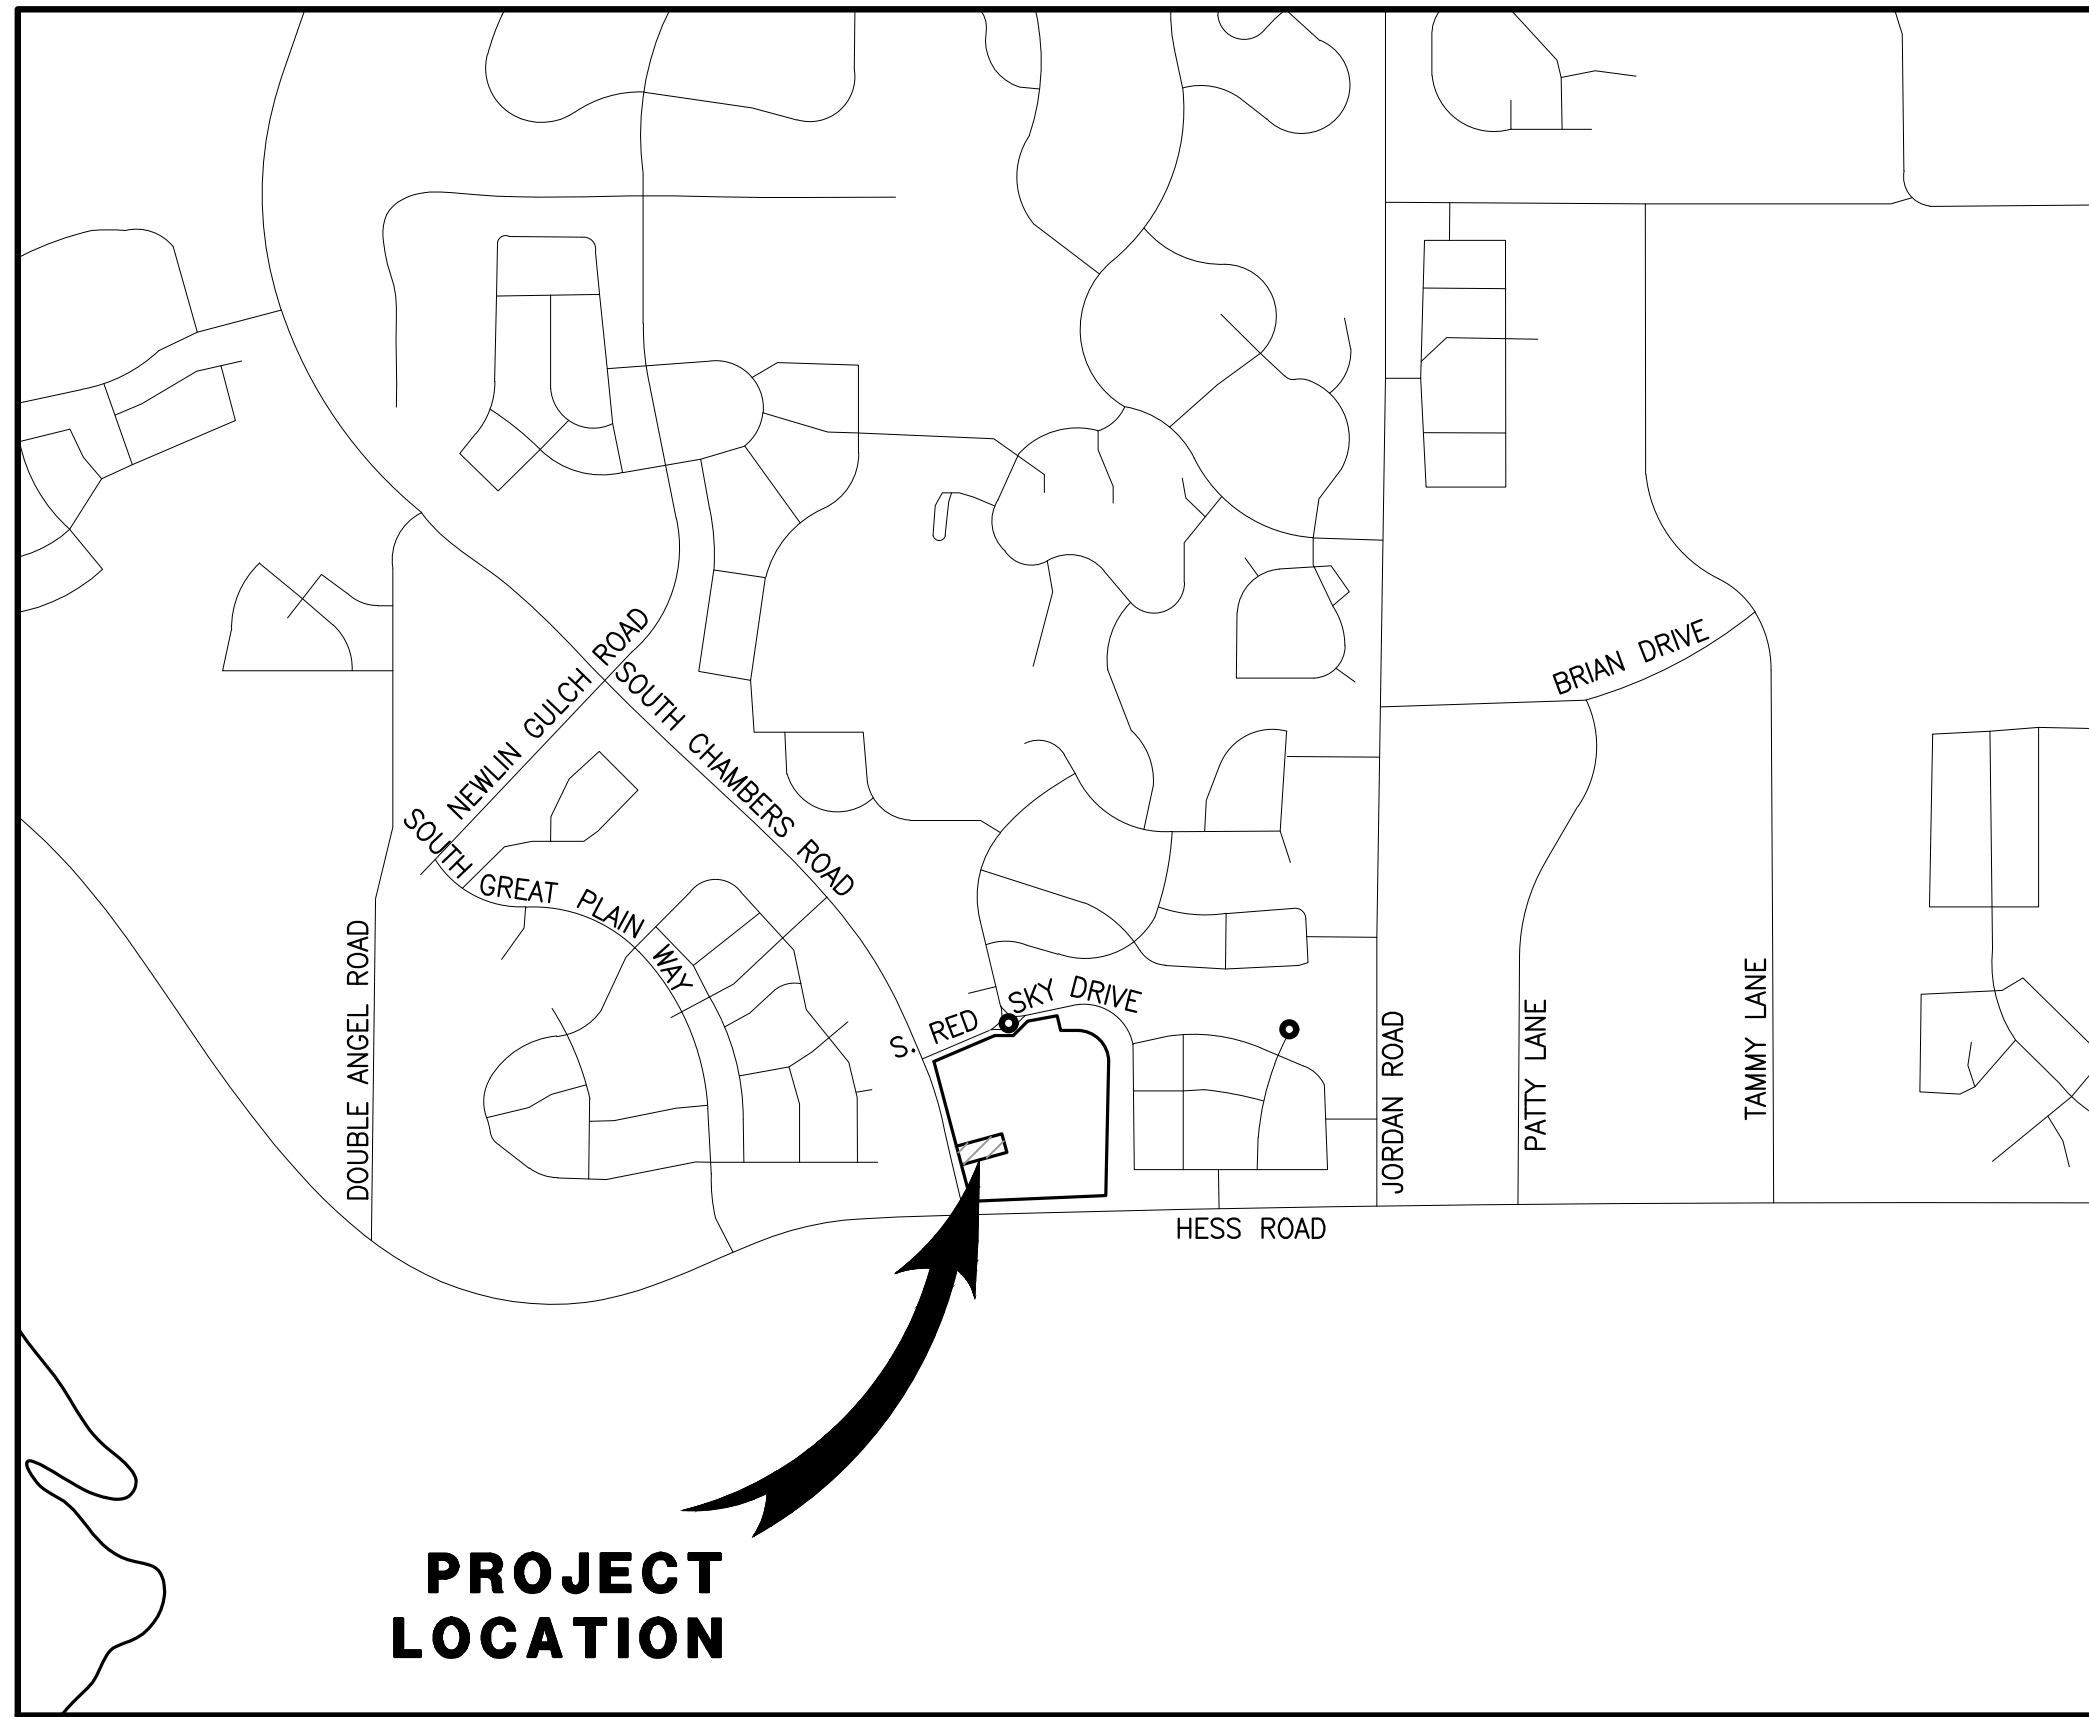 SOUTH NEWLIN GULCH ROAD
SOUTH CHAMBERS ROAD
BRIAN DRIVE
GREAT PLAIN WAY
DOUBLE ANGEL ROAD
S. RED SKY DRIVE
JORDAN ROAD
PATTY LANE
TAMMY LANE
HESS ROAD
PROJECT
LOCATION